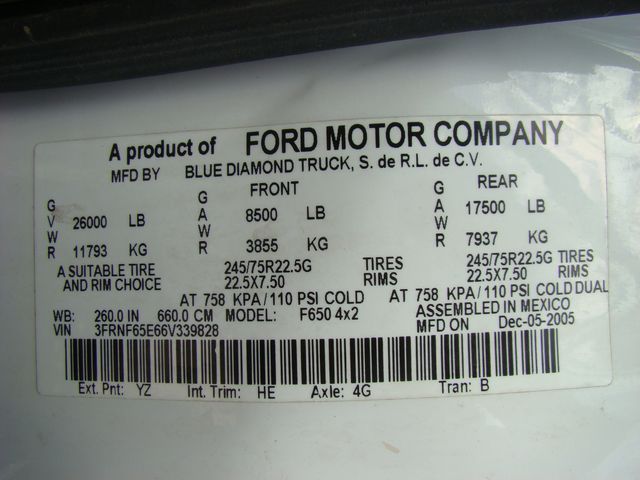 A product of FORD MOTOR COMPANY
MFD BY BLUE DIAMOND TRUCK, S. de R.L. de C.V.
FRONT REAR
GVWR 26000 LB GAWR 8500 LB GAWR 17500 LB
11793 KG 3855 KG 7937 KG
A SUITABLE TIRE 245/75R22.5G TIRES 245/75R22.5G TIRES
AND RIM CHOICE 22.5X7.50 RIMS 22.5X7.50 RIMS
AT 758 KPA/110 PSI COLD AT 758 KPA/110 PSI COLD DUAL
WB: 260.0 IN 660.0 CM MODEL: F650 4x2 ASSEMBLED IN MEXICO
VIN 3FRNF65E66V339828 MFD ON Dec-05-2005
Ext. Pnt: YZ Int. Trim: HE Axle: 4G Tran: B